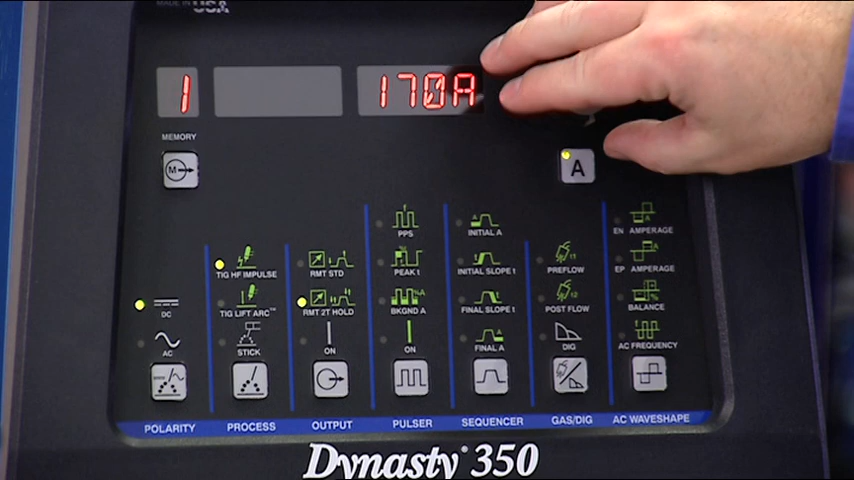 MADE IN USA
1
170A
MEMORY
M
A
PPS
INITIAL A
EN AMPERAGE
TIG HF IMPULSE
RMT STD
PEAK t
INITIAL SLOPE t
PREFLOW
EP AMPERAGE
DC
TIG LIFT ARC™
RMT 2T HOLD
%A
BKGND A
FINAL SLOPE t
POST FLOW
%
BALANCE
AC
STICK
ON
ON
A
FINAL A
DIG
AC FREQUENCY
POLARITY
PROCESS
OUTPUT
PULSER
SEQUENCER
GAS/DIG
AC WAVESHAPE
Dynasty® 350